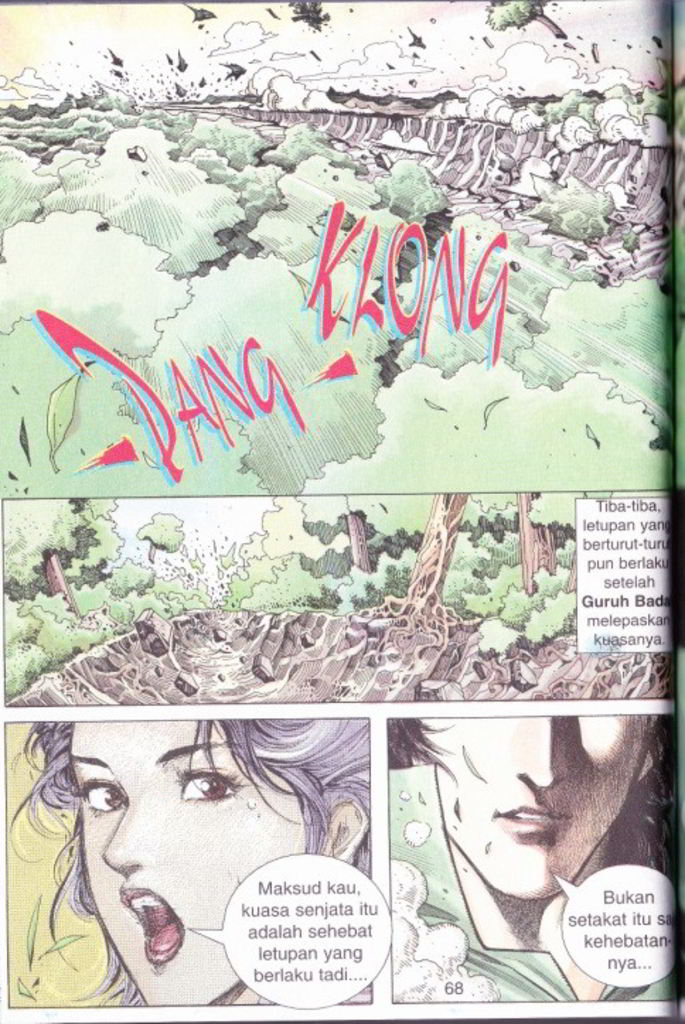 KLONG
DANG
Tiba-tiba,
letupan yang
berturut-turu
pun berlaku
setelah
Guruh Bada
melepaskan
kuasanya.
Maksud kau,
kuasa senjata itu
adalah sehebat
letupan yang
berlaku tadi....
Bukan
setakat itu sa
kehebatan-
nya...
68